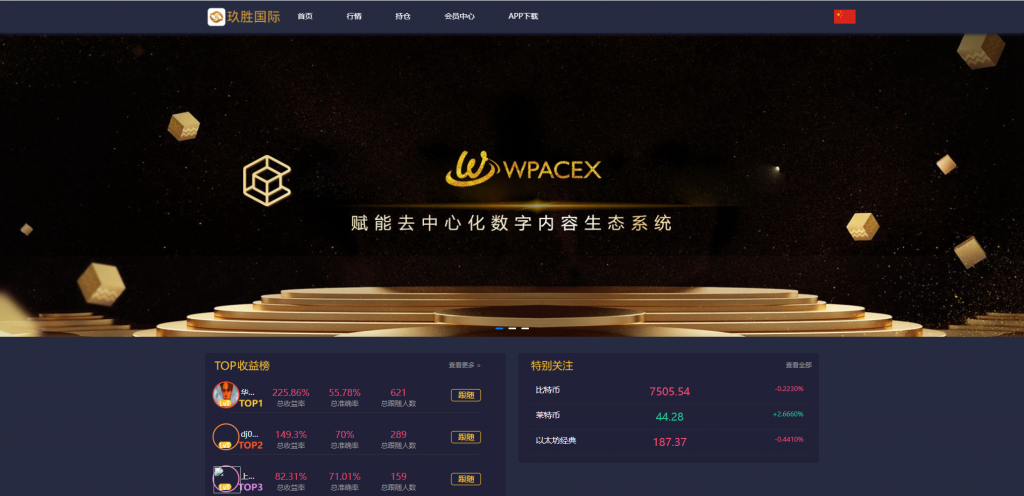 玖胜国际 首页 行情 持仓 会员中心 APP下载
WPACEX
赋能去中心化数字内容生态系统
TOP收益榜 查看更多 »
华... 225.86% 55.78% 621 跟随
TOP1 总收益率 总准确率 总跟随人数
dj0... 149.3% 70% 289 跟随
TOP2 总收益率 总准确率 总跟随人数
上... 82.31% 71.01% 159 跟随
TOP3 总收益率 总准确率 总跟随人数
特别关注 查看全部
比特币 7505.54 -0.2230%
莱特币 44.28 +2.6660%
以太坊经典 187.37 -0.4410%